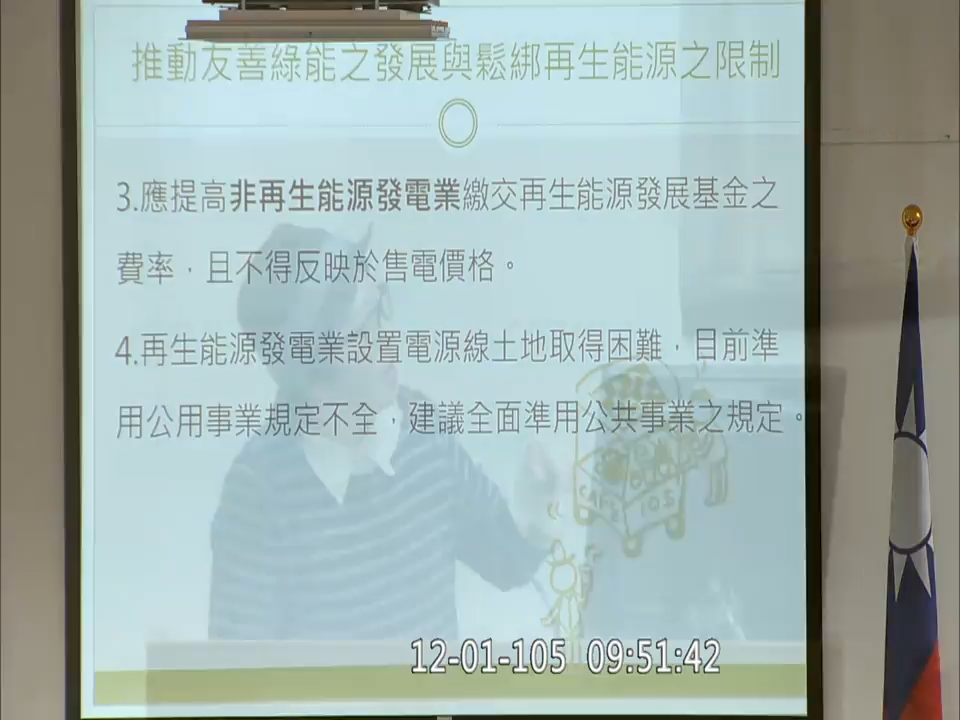 推動友善綠能之發展與鬆綁再生能源之限制
3.應提高非再生能源發電業繳交再生能源發展基金之
費率，且不得反映於售電價格。
4.再生能源發電業設置電源線土地取得困難，目前準
用公用事業規定不全，建議全面準用公共事業之規定。
CAFE 105
12-01-105 09:51:42